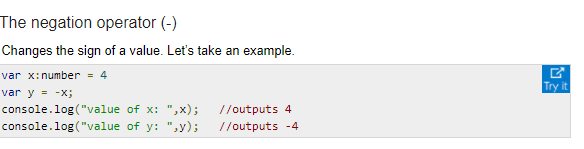 The negation operator (-)
Changes the sign of a value. Let's take an example.
var x:number = 4
Try it
var y = -x;
console.log("value of x: ",x);   //outputs 4
console.log("value of y: ",y);   //outputs -4